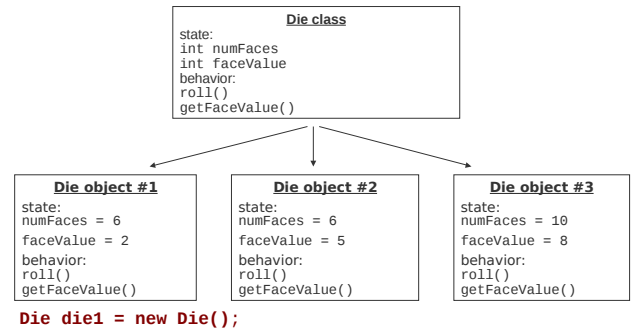 Die class
state:
int numFaces
int faceValue
behavior:
roll()
getFaceValue()
Die object #1
state:
numFaces = 6
faceValue = 2
behavior:
roll()
getFaceValue()
Die object #2
state:
numFaces = 6
faceValue = 5
behavior:
roll()
getFaceValue()
Die object #3
state:
numFaces = 10
faceValue = 8
behavior:
roll()
getFaceValue()
Die die1 = new Die();